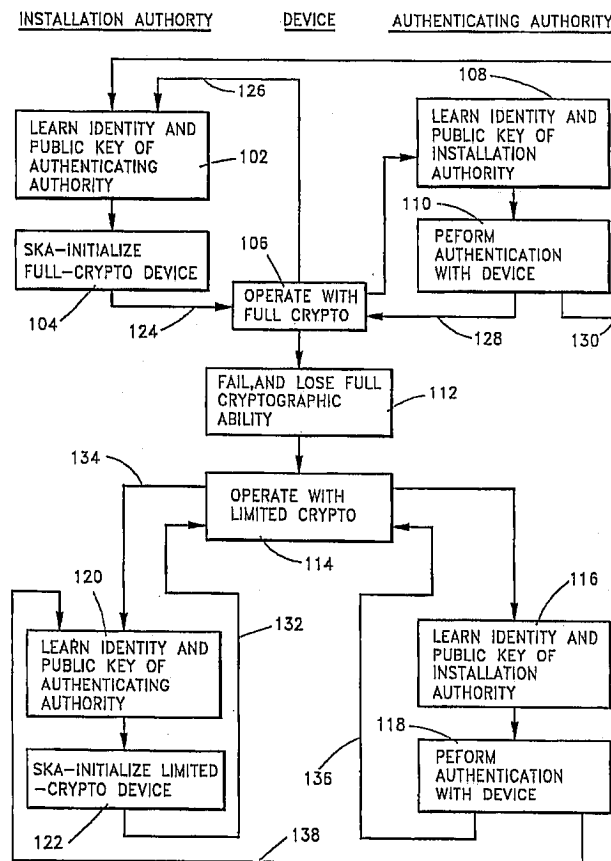 INSTALLATION AUTHORTY
DEVICE
AUTHENTICATING AUTHORITY
126
108
LEARN IDENTITY AND
PUBLIC KEY OF
AUTHENTICATING
AUTHORITY
102
LEARN IDENTITY AND
PUBLIC KEY OF
INSTALLATION
AUTHORITY
110
SKA-INITIALIZE
FULL-CRYPTO DEVICE
104
124
106
OPERATE WITH
FULL CRYPTO
PEFORM
AUTHENTICATION
WITH DEVICE
128
130
FAIL,AND LOSE FULL
CRYPTOGRAPHIC
ABILITY
112
134
OPERATE WITH
LIMITED CRYPTO
114
120
132
116
LEARN IDENTITY AND
PUBLIC KEY OF
AUTHENTICATING
AUTHORITY
LEARN IDENTITY AND
PUBLIC KEY OF
INSTALLATION
AUTHORITY
118
SKA-INITIALIZE LIMITED
-CRYPTO DEVICE
122
136
PEFORM
AUTHENTICATION
WITH DEVICE
138